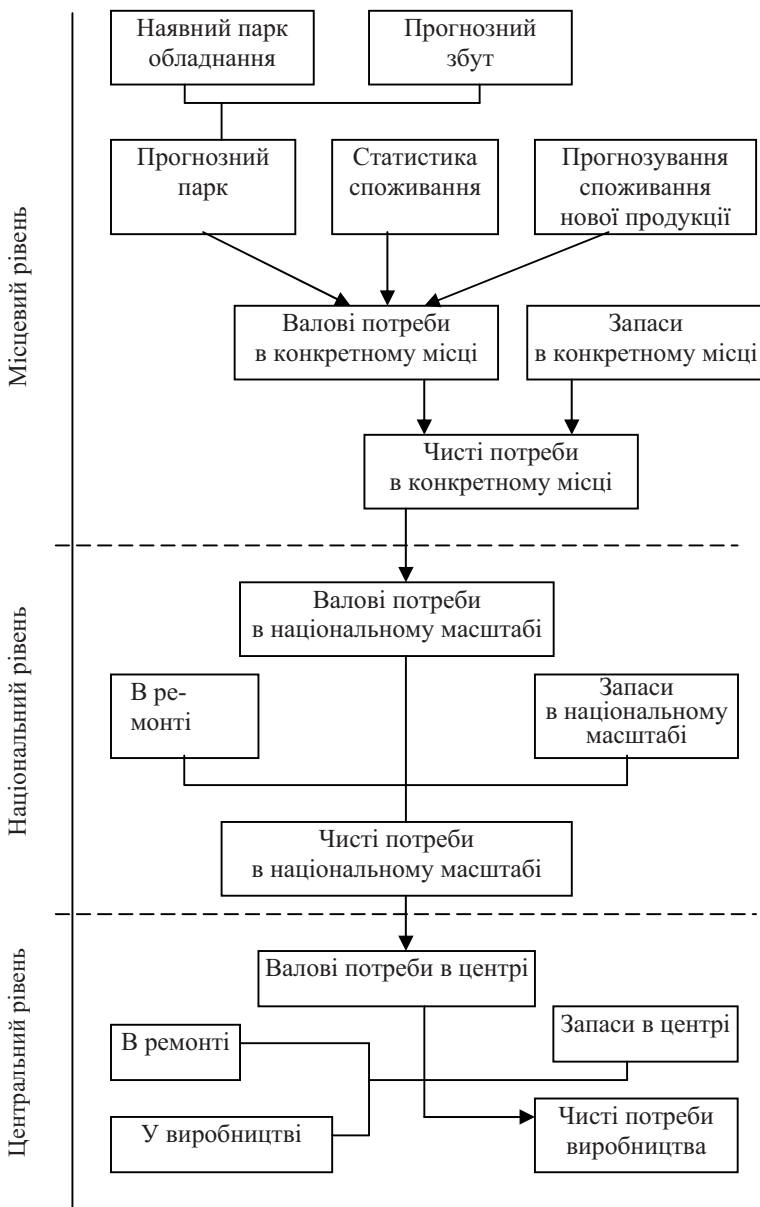 Місцевий рівень
Наявний парк
обладнання
Прогнозний
збут
Прогнозний
парк
Статистика
споживання
Прогнозування
споживання
нової продукції
Валові потреби
в конкретному місці
Запаси
в конкретному місці
Чисті потреби
в конкретному місці
Національний рівень
Валові потреби
в національному масштабі
В ре-
монті
Запаси
в національному
масштабі
Чисті потреби
в національному масштабі
Центральний рівень
Валові потреби в центрі
В ремонті
Запаси в центрі
У виробництві
Чисті потреби
виробництва